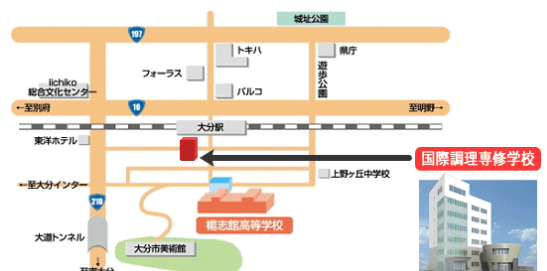 城址公園
197
トキハ
県庁
フォーラス
遊歩公園
iichiko
総合文化センター
パルコ
←至別府
10
至明野→
大分駅
東洋ホテル
国際調理専修学校
←至大分インター
上野ヶ丘中学校
210
楊志館高等学校
大道トンネル
大分市美術館